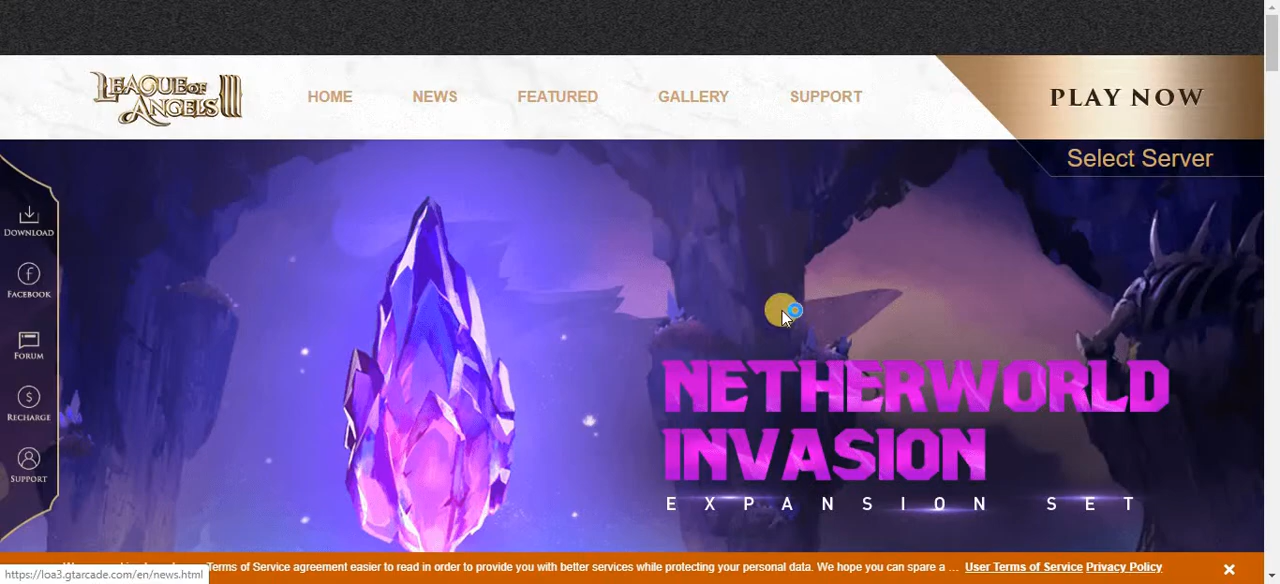 LEAGUE OF ANGELS III
HOME NEWS FEATURED GALLERY SUPPORT
PLAY NOW
Select Server
DOWNLOAD
FACEBOOK
FORUM
RECHARGE
SUPPORT
NETHERWORLD
INVASION
EXPANSION SET
Terms of Service agreement easier to read in order to provide you with better services while protecting your personal data. We hope you can spare a ... User Terms of Service Privacy Policy
https://loa3.gtarcade.com/en/news.html